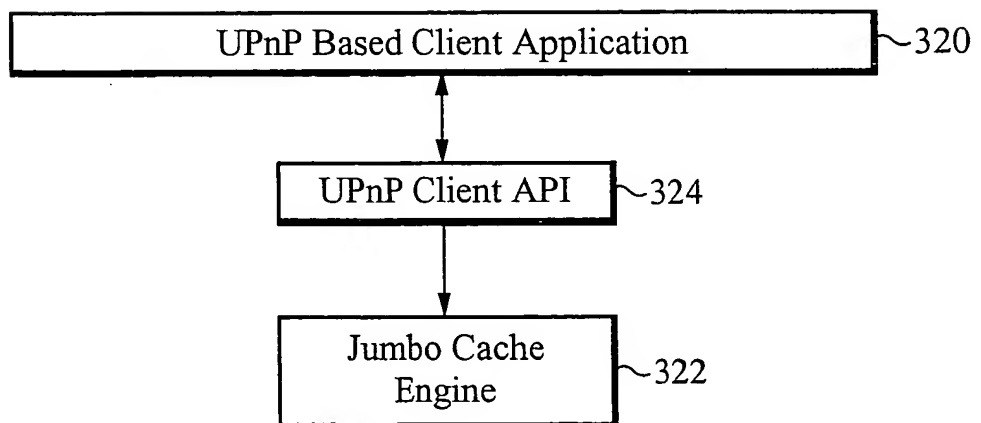 UPnP Based Client Application
320
UPnP Client API
324
Jumbo Cache
Engine
322